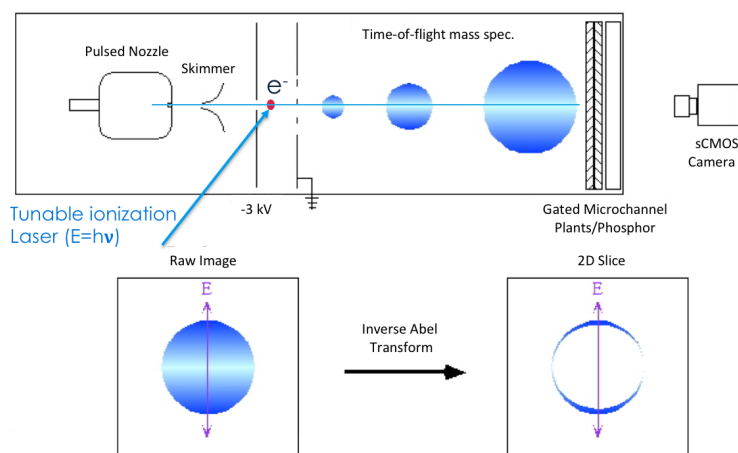 Time-of-flight mass spec.
Pulsed Nozzle
Skimmer
e-
sCMOS
Camera
-3 kV
Tunable ionization
Laser (E=hν)
Gated Microchannel
Plants/Phosphor
Raw Image
2D Slice
E
E
Inverse Abel
Transform